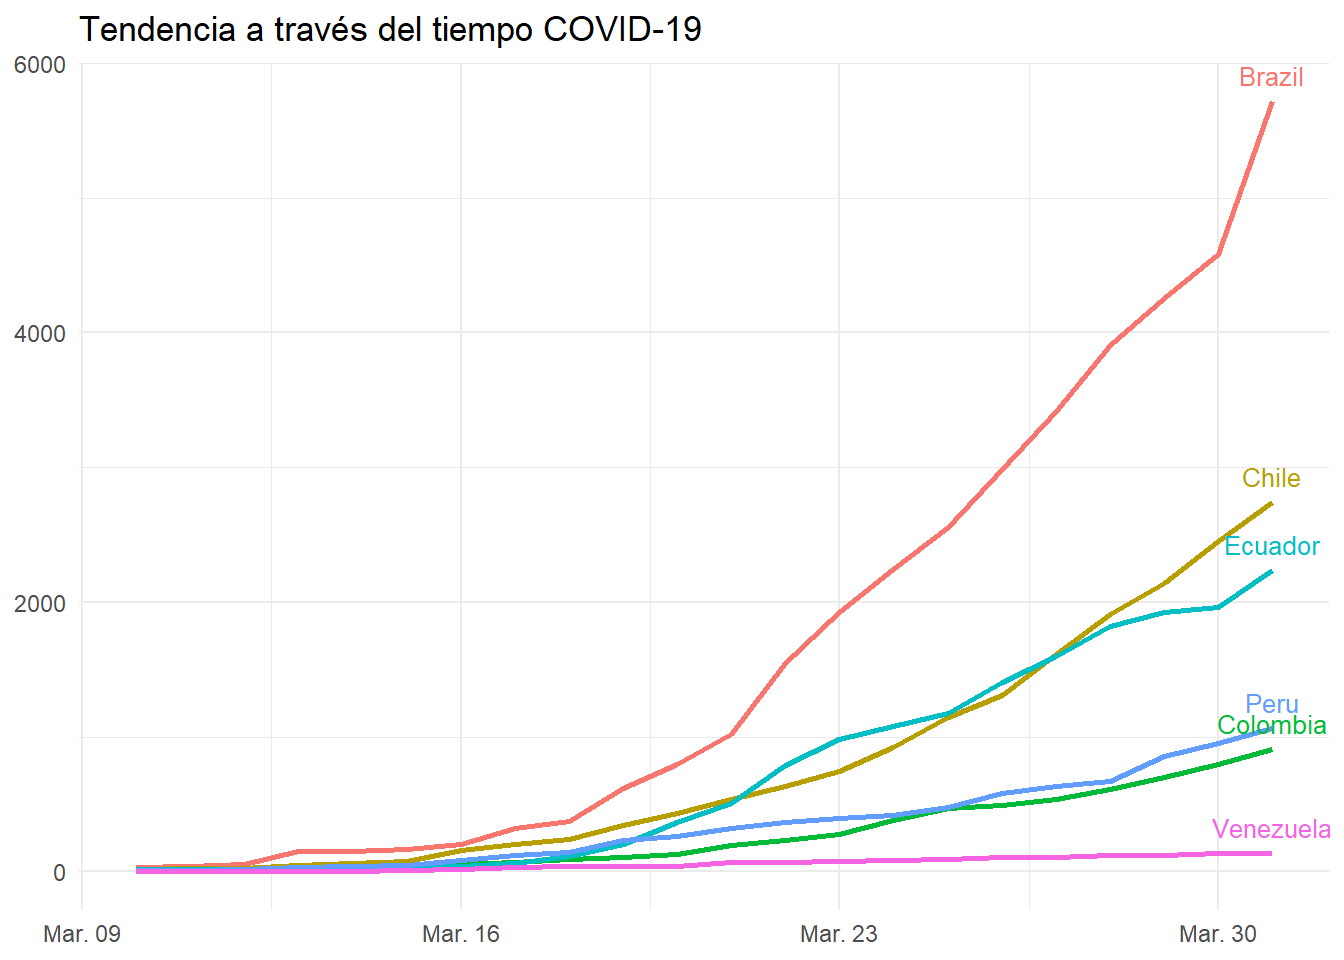 Tendencia a través del tiempo COVID-19
6000
Brazil
4000
Chile
Ecuador
2000
Peru
Colombia
Venezuela
0
Mar. 09 Mar. 16 Mar. 23 Mar. 30